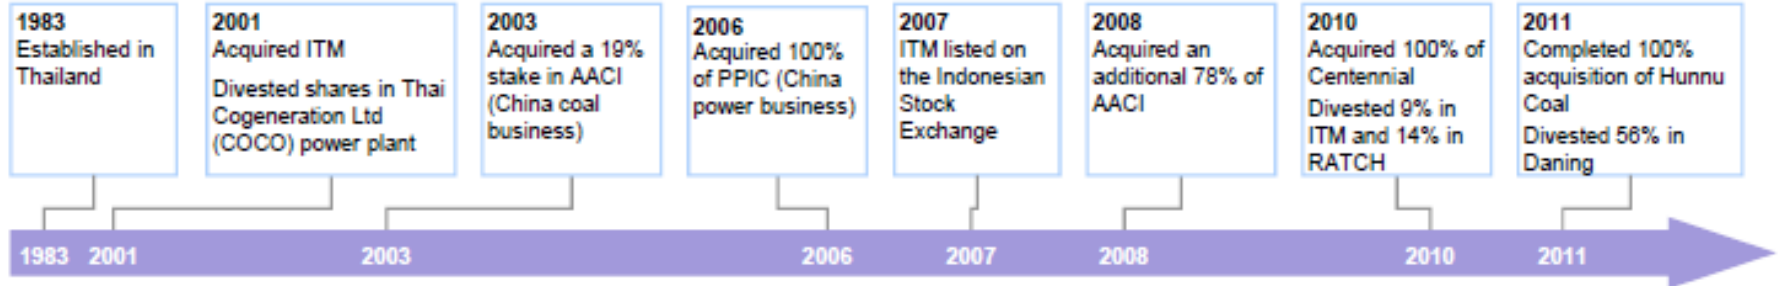 1983
Established in
Thailand
2001
Acquired ITM
Divested shares in Thai
Cogeneration Ltd
(COCO) power plant
2003
Acquired a 19%
stake in AACI
(China coal
business)
2006
Acquired 100%
of PPIC (China
power business)
2007
ITM listed on
the Indonesian
Stock
Exchange
2008
Acquired an
additional 78% of
AACI
2010
Acquired 100% of
Centennial
Divested 9% in
ITM and 14% in
RATCH
2011
Completed 100%
acquisition of Hunnu
Coal
Divested 56% in
Daning
1983 2001 2003 2006 2007 2008 2010 2011